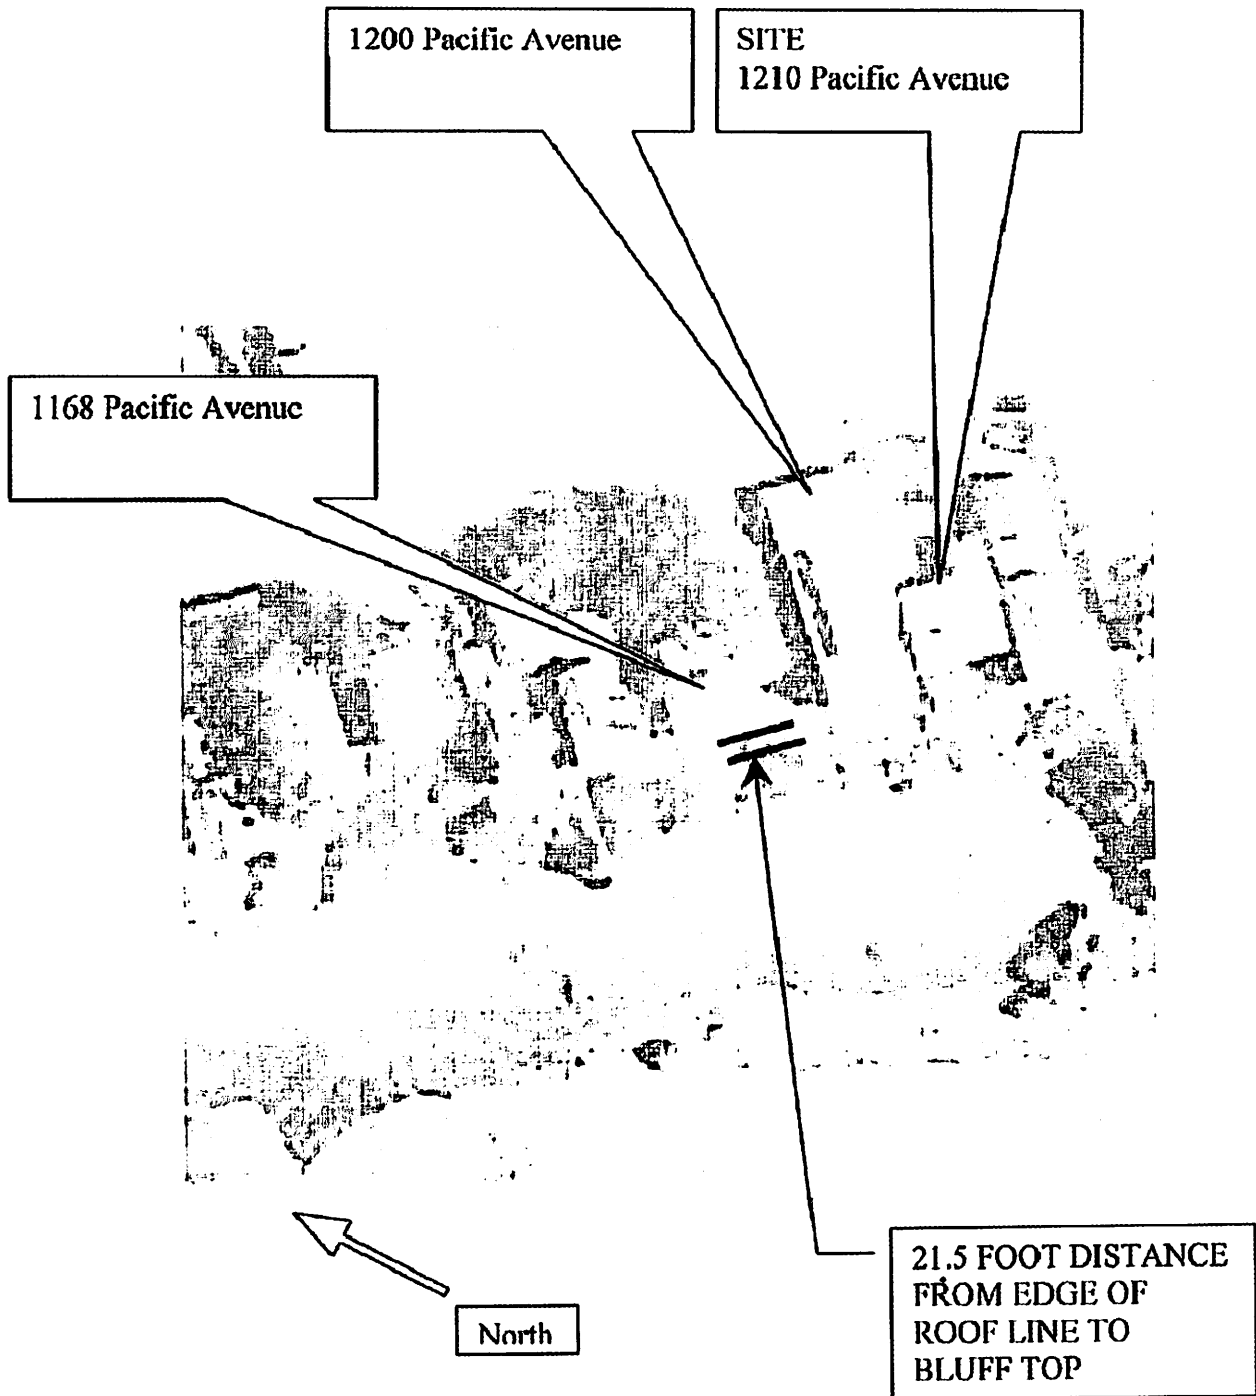 1200 Pacific Avenue
SITE
1210 Pacific Avenue
1168 Pacific Avenue
21.5 FOOT DISTANCE
FROM EDGE OF
ROOF LINE TO
BLUFF TOP
North